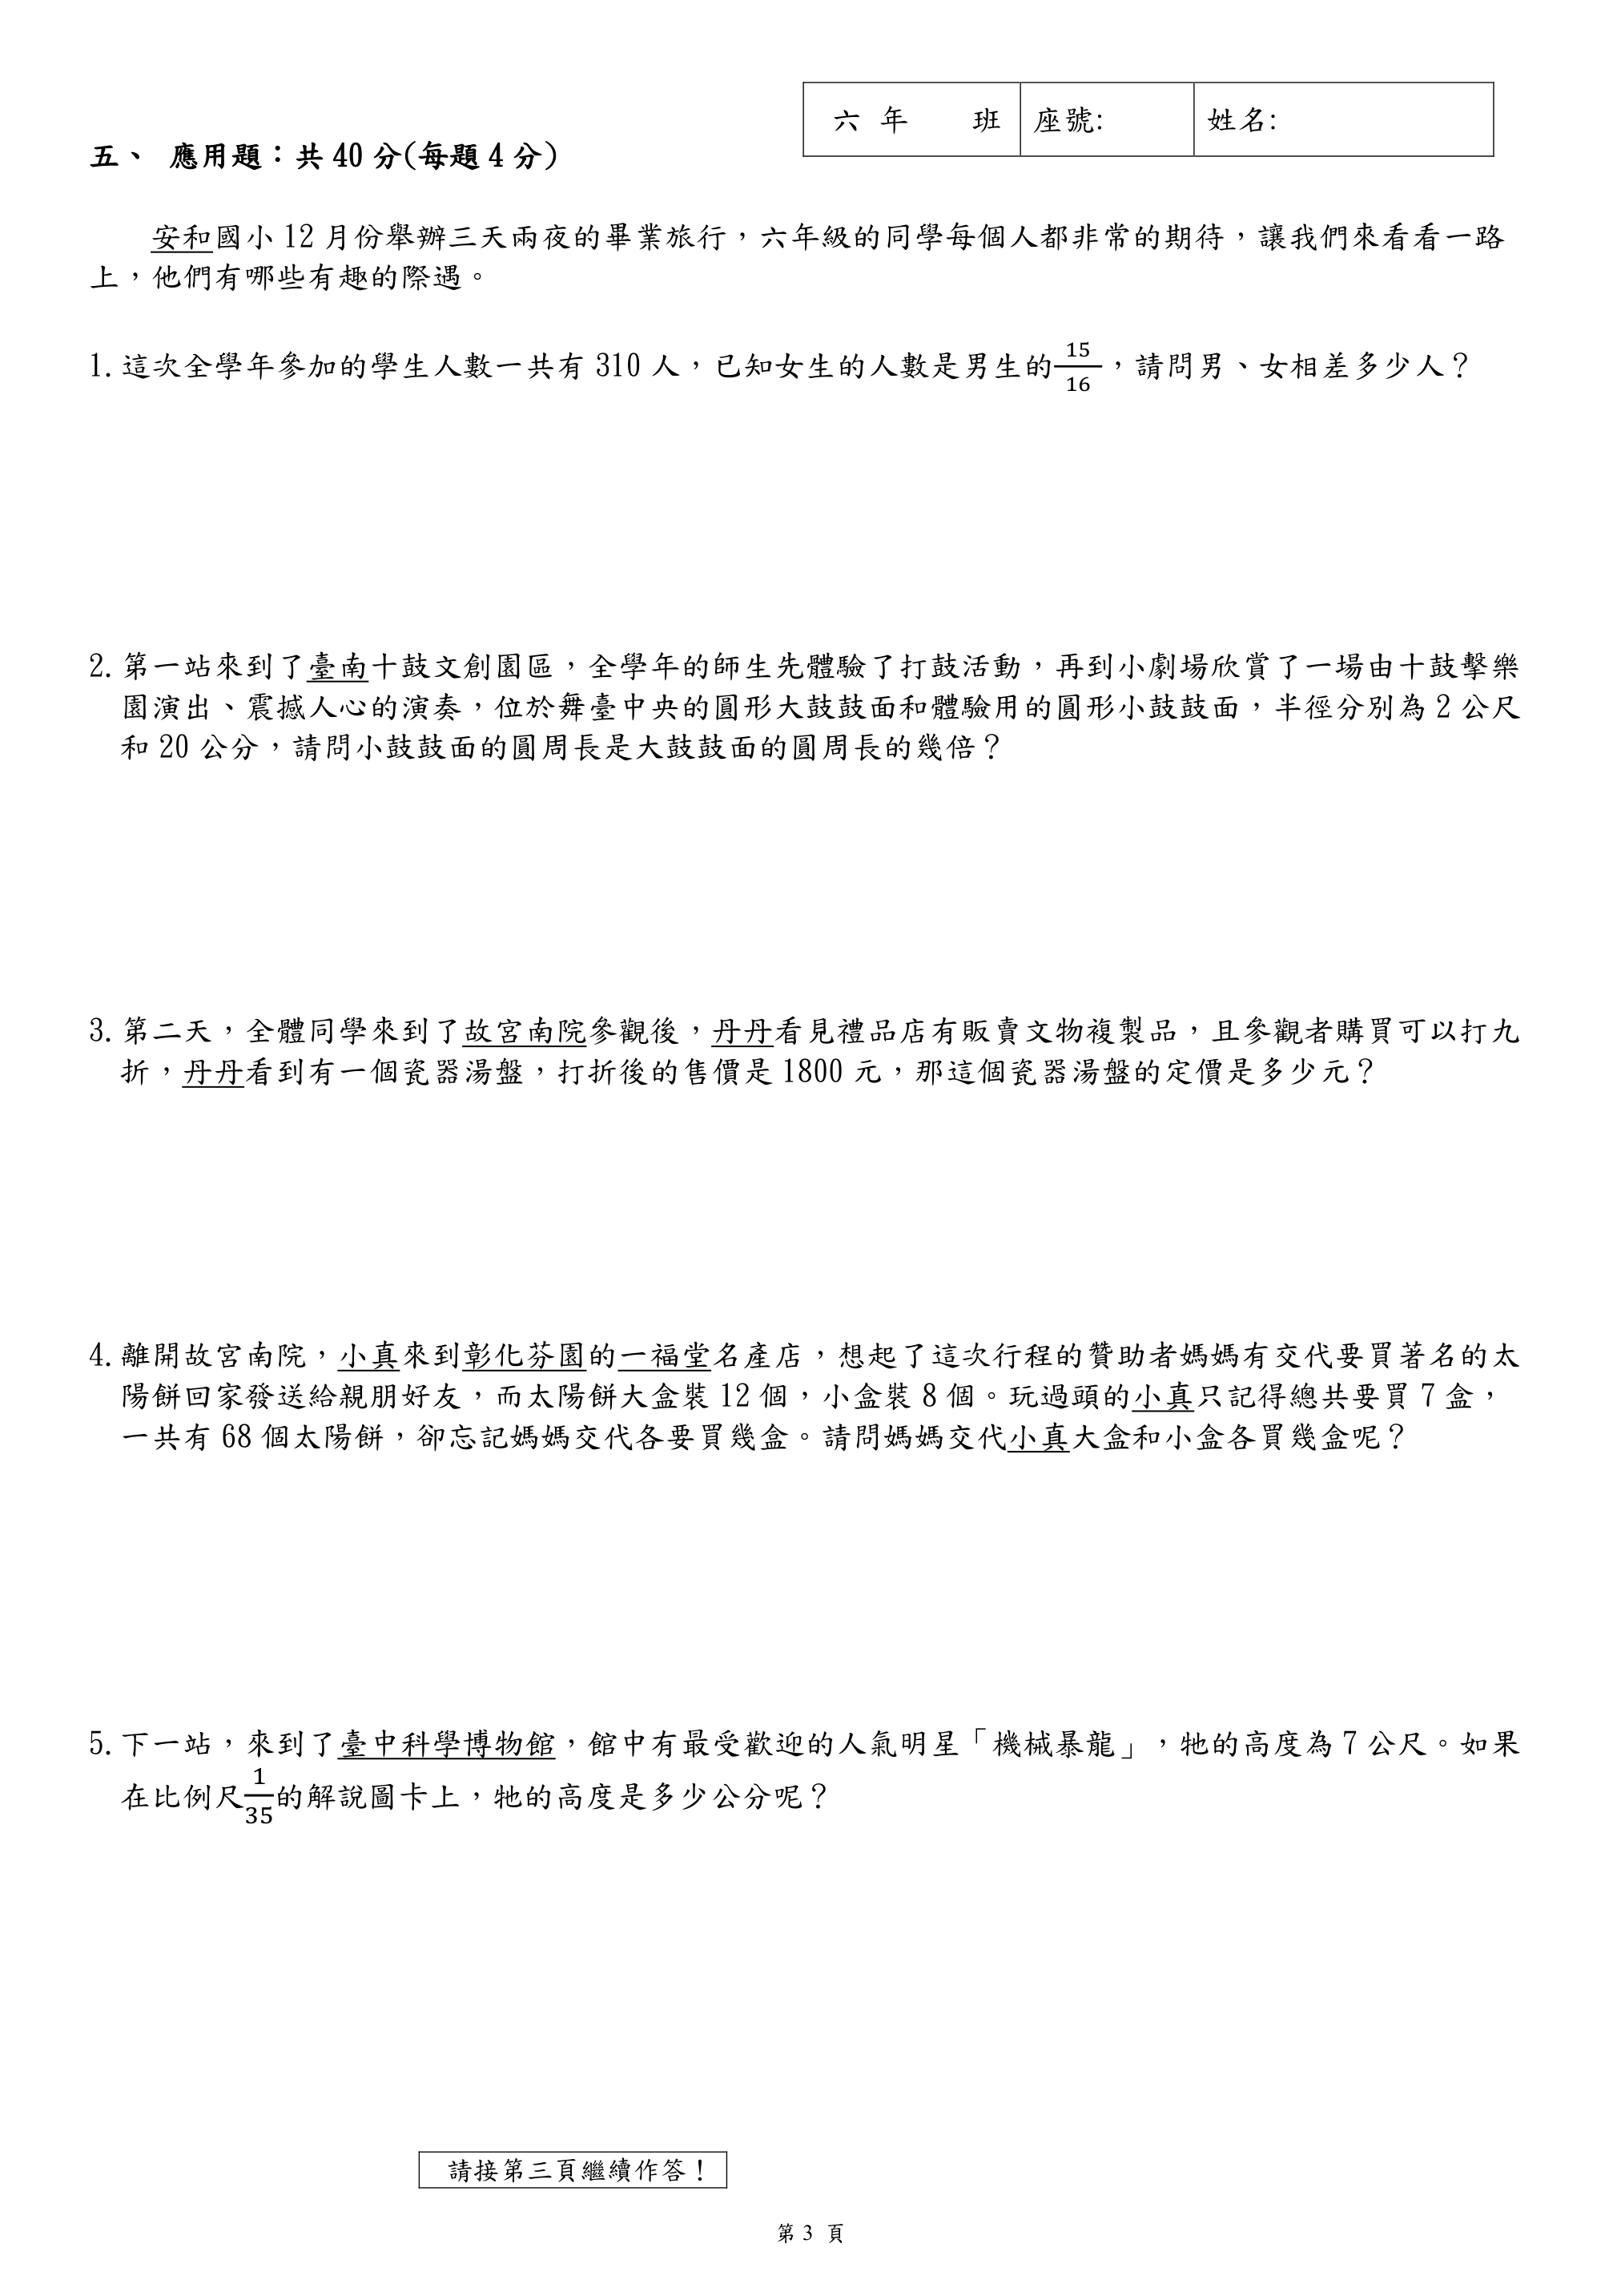 六 年 班 座號: 姓名:
五、 應用題：共 40 分(每題 4 分)
安和國小 12 月份舉辦三天兩夜的畢業旅行，六年級的同學每個人都非常的期待，讓我們來看看一路
上，他們有哪些有趣的際遇。
1. 這次全學年參加的學生人數一共有 310 人，已知女生的人數是男生的15/16，請問男、女相差多少人？
2. 第一站來到了臺南十鼓文創園區，全學年的師生先體驗了打鼓活動，再到小劇場欣賞了一場由十鼓擊樂
團演出、震撼人心的演奏，位於舞臺中央的圓形大鼓鼓面和體驗用的圓形小鼓鼓面，半徑分別為 2 公尺
和 20 公分，請問小鼓鼓面的圓周長是大鼓鼓面的圓周長的幾倍？
3. 第二天，全體同學來到了故宮南院參觀後，丹丹看見禮品店有販賣文物複製品，且參觀者購買可以打九
折，丹丹看到有一個瓷器湯盤，打折後的售價是 1800 元，那這個瓷器湯盤的定價是多少元？
4. 離開故宮南院，小真來到彰化芬園的一福堂名產店，想起了這次行程的贊助者媽媽有交代要買著名的太
陽餅回家發送給親朋好友，而太陽餅大盒裝 12 個，小盒裝 8 個。玩過頭的小真只記得總共要買 7 盒，
一共有 68 個太陽餅，卻忘記媽媽交代各要買幾盒。請問媽媽交代小真大盒和小盒各買幾盒呢？
5. 下一站，來到了臺中科學博物館，館中有最受歡迎的人氣明星「機械暴龍」，牠的高度為 7 公尺。如果
在比例尺1/35的解說圖卡上，牠的高度是多少公分呢？
請接第三頁繼續作答！
第 3 頁